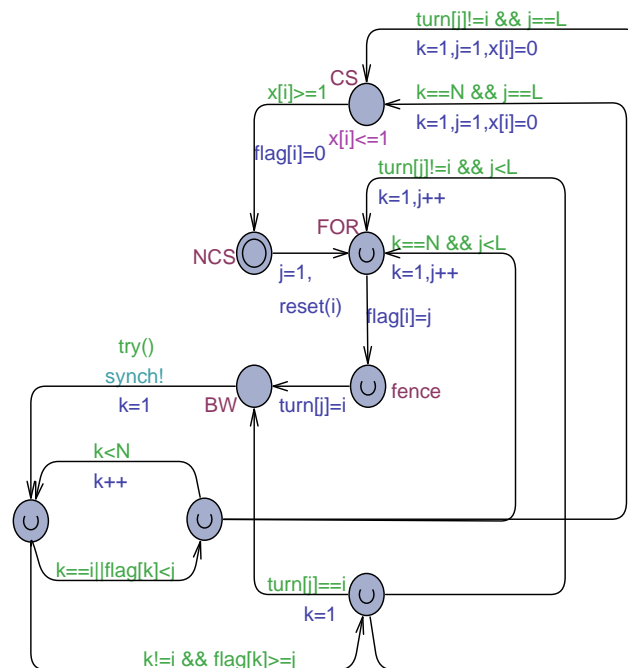 turn[j]!=i && j==L
k=1,j=1,x[i]=0
CS
x[i]>=1
k==N && j==L
k=1,j=1,x[i]=0
x[i]<=1
flag[i]=0
turn[j]!=i && j<L
k=1,j++
FOR
k==N && j<L
NCS
j=1,
k=1,j++
reset(i)
flag[i]=j
try()
synch!
k=1
BW
turn[j]=i
fence
k<N
k++
k==i||flag[k]<j
turn[j]==i
k=1
k!=i && flag[k]>=j